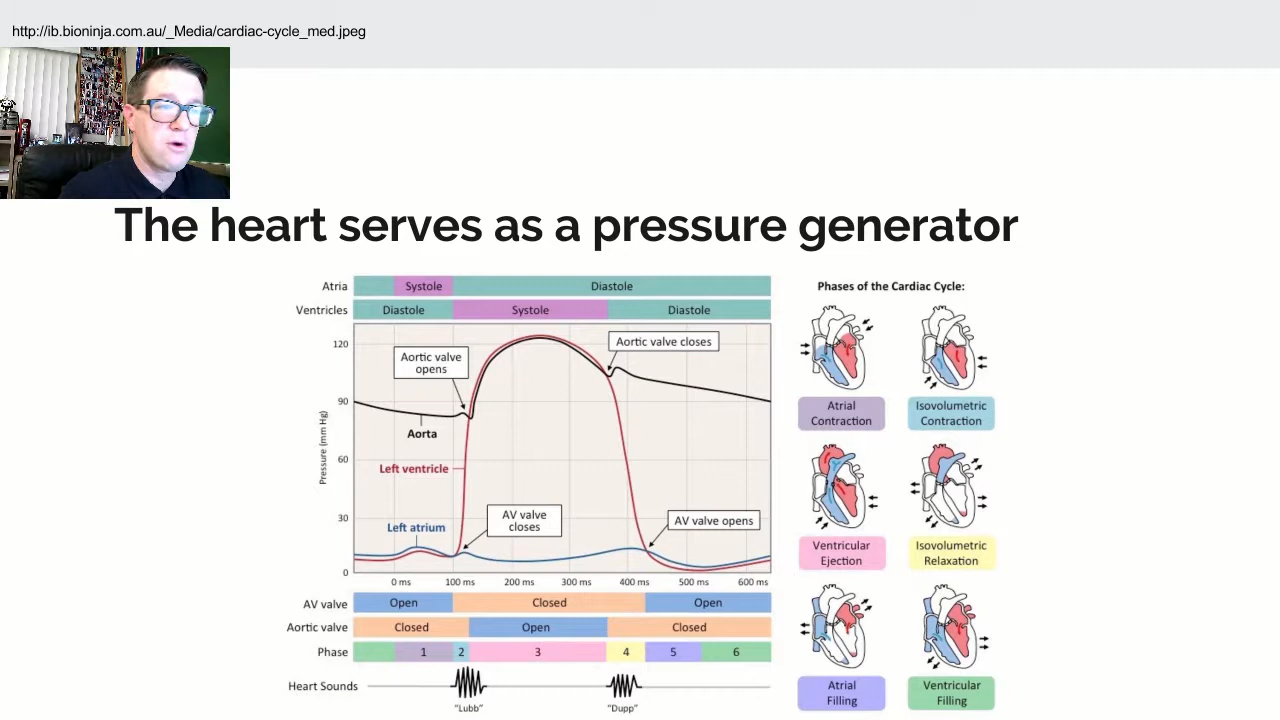 http://ib.bioninja.com.au/_Media/cardiac-cycle_med.jpeg
The heart serves as a pressure generator
Atria
Systole
Diastole
Ventricles
Diastole
Systole
Diastole
Pressure (mm Hg)
120
90
60
30
0
Aortic valve
opens
Aortic valve closes
Aorta
Left ventricle
AV valve
closes
Left atrium
AV valve opens
0 ms
100 ms
200 ms
300 ms
400 ms
500 ms
600 ms
AV valve
Open
Closed
Open
Aortic valve
Closed
Open
Closed
Phase
1
2
3
4
5
6
Heart Sounds
"Lubb"
"Dupp"
Phases of the Cardiac Cycle:
Atrial
Contraction
Isovolumetric
Contraction
Ventricular
Ejection
Isovolumetric
Relaxation
Atrial
Filling
Ventricular
Filling